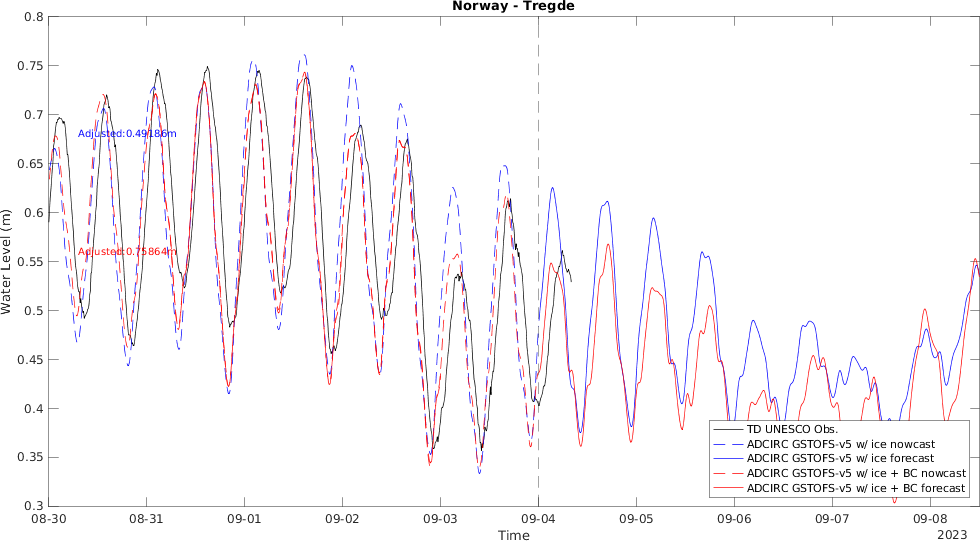 Norway - Tregde
0.8
0.75
0.7
0.65
0.6
0.55
0.5
0.45
0.4
0.35
0.3
Water Level (m)
Adjusted:0.49186m
Adjusted:0.75864m
TD UNESCO Obs.
ADCIRC GSTOFS-v5 w/ ice nowcast
ADCIRC GSTOFS-v5 w/ ice forecast
ADCIRC GSTOFS-v5 w/ ice + BC nowcast
ADCIRC GSTOFS-v5 w/ ice + BC forecast
08-30 08-31 09-01 09-02 09-03 09-04 09-05 09-06 09-07 09-08
Time
2023